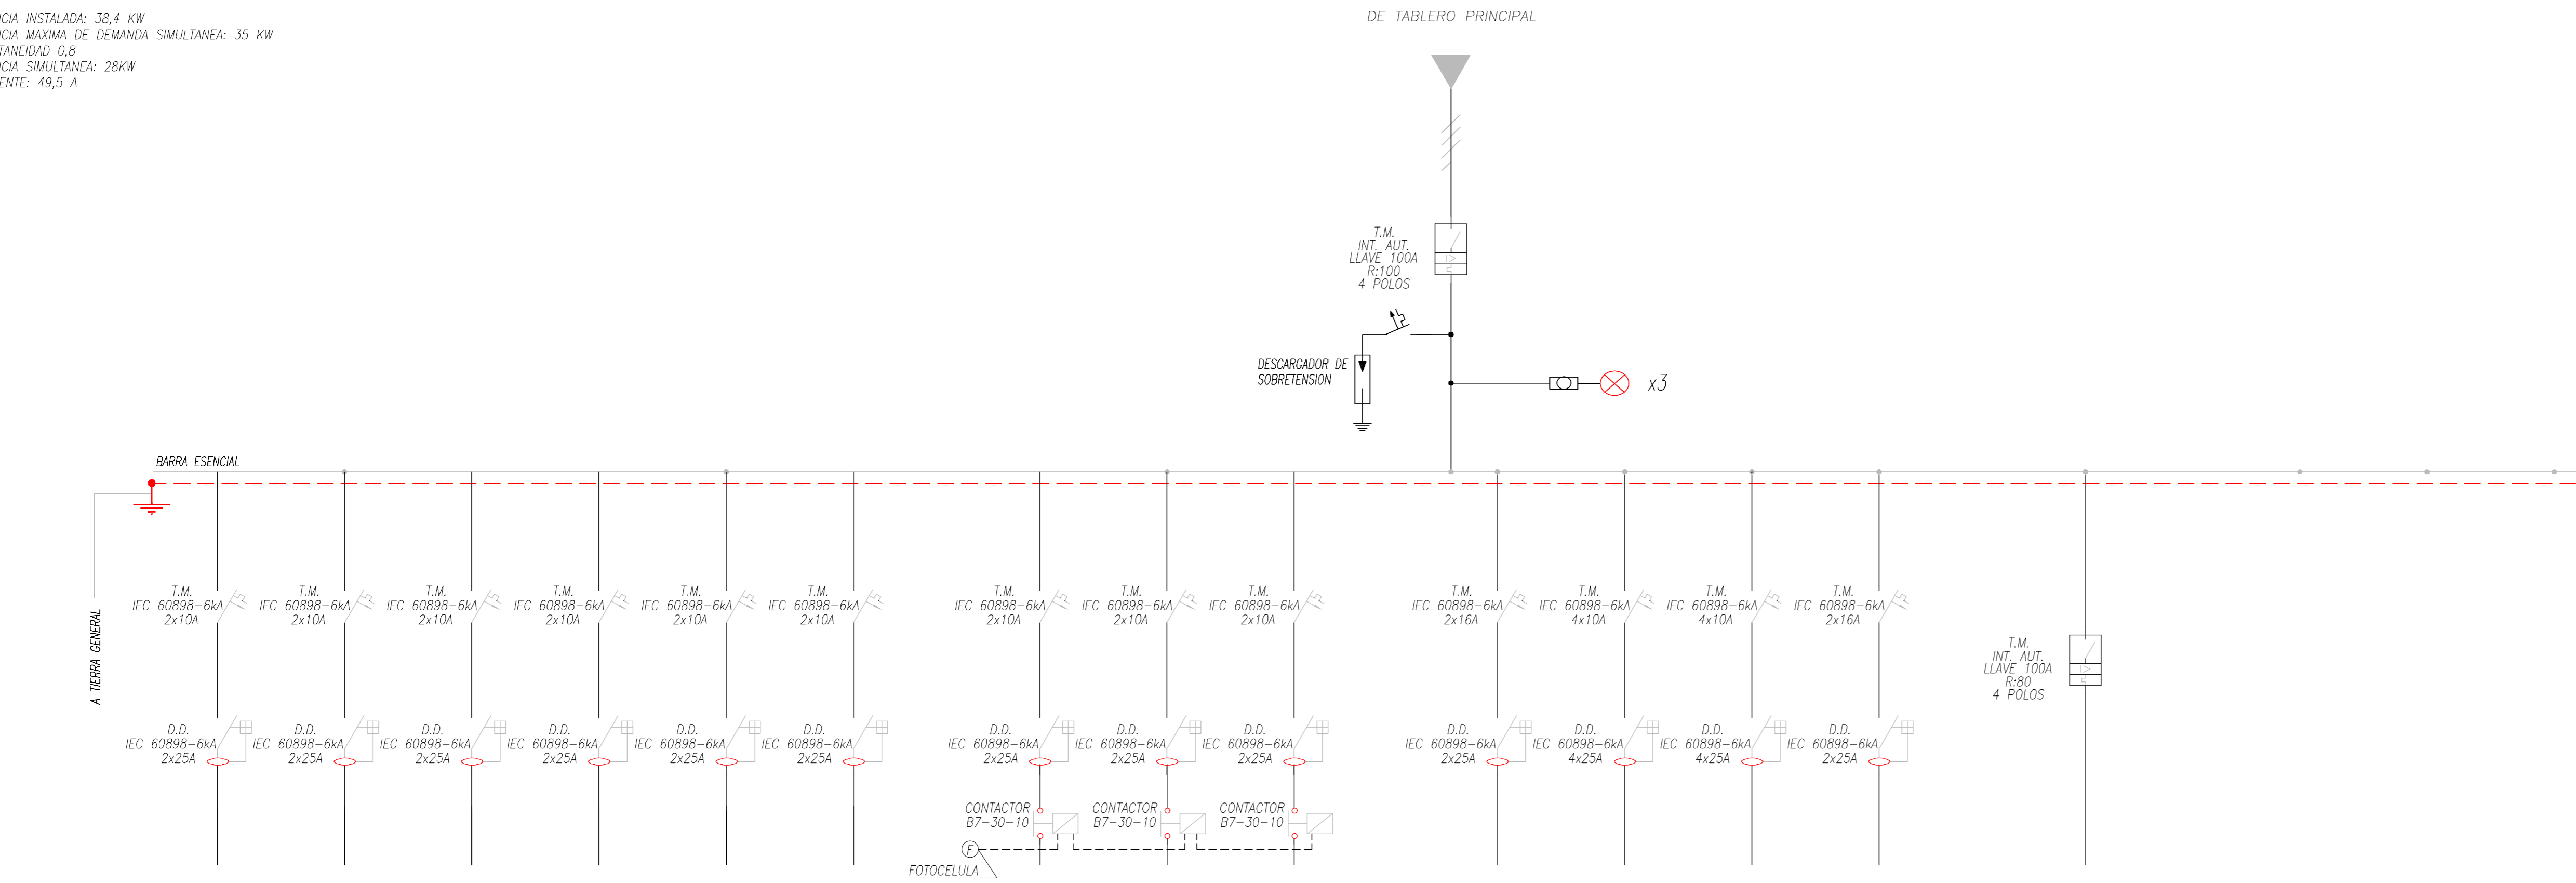 CIA INSTALADA: 38,4 KW
CIA MAXIMA DE DEMANDA SIMULTANEA: 35 KW
TANEIDAD 0,8
CIA SIMULTANEA: 28KW
ENTE: 49,5 A
DE TABLERO PRINCIPAL
T.M.
INT. AUT.
LLAVE 100A
R:100
4 POLOS
DESCARGADOR DE
SOBRETENSION
x3
BARRA ESENCIAL
A TIERRA GENERAL
T.M.
IEC 60898-6kA
2x10A
T.M.
IEC 60898-6kA
2x10A
T.M.
IEC 60898-6kA
2x10A
T.M.
IEC 60898-6kA
2x10A
T.M.
IEC 60898-6kA
2x10A
T.M.
IEC 60898-6kA
2x10A
T.M.
IEC 60898-6kA
2x10A
T.M.
IEC 60898-6kA
2x10A
T.M.
IEC 60898-6kA
2x10A
T.M.
IEC 60898-6kA
2x16A
T.M.
IEC 60898-6kA
4x10A
T.M.
IEC 60898-6kA
4x10A
T.M.
IEC 60898-6kA
2x16A
T.M.
INT. AUT.
LLAVE 100A
R:80
4 POLOS
D.D.
IEC 60898-6kA
2x25A
D.D.
IEC 60898-6kA
2x25A
D.D.
IEC 60898-6kA
2x25A
D.D.
IEC 60898-6kA
2x25A
D.D.
IEC 60898-6kA
2x25A
D.D.
IEC 60898-6kA
2x25A
D.D.
IEC 60898-6kA
2x25A
D.D.
IEC 60898-6kA
2x25A
D.D.
IEC 60898-6kA
2x25A
D.D.
IEC 60898-6kA
2x25A
D.D.
IEC 60898-6kA
4x25A
D.D.
IEC 60898-6kA
4x25A
D.D.
IEC 60898-6kA
2x25A
CONTACTOR
B7-30-10
CONTACTOR
B7-30-10
CONTACTOR
B7-30-10
F
FOTOCELULA